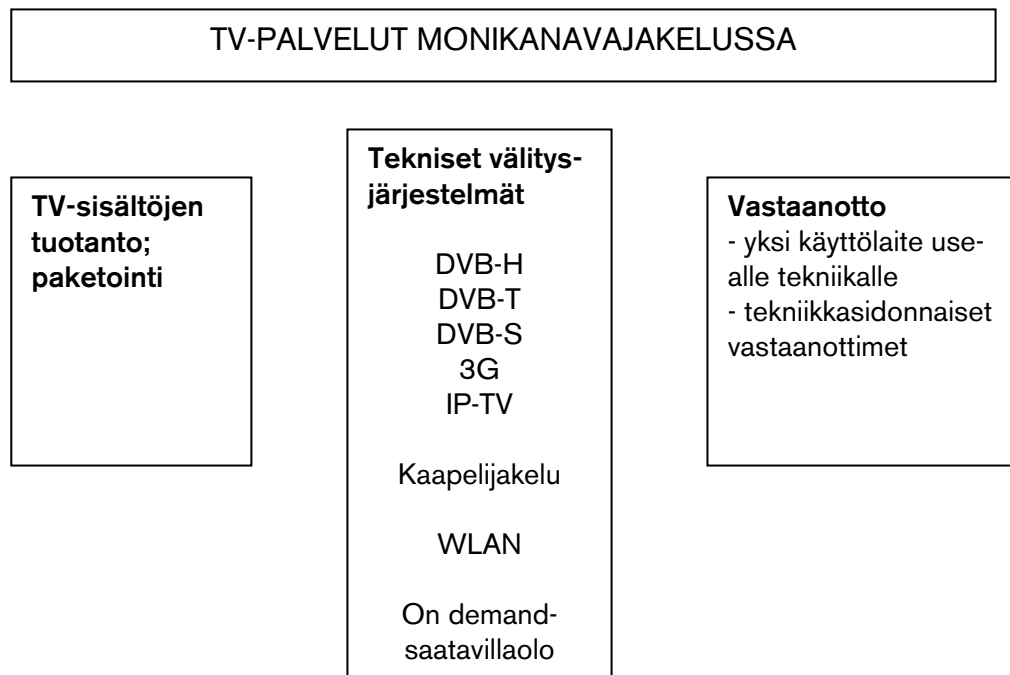 TV-PALVELUT MONIKANAVAJAKELUSSA
TV-sisältöjen
tuotanto;
paketointi
Tekniset välitys-
järjestelmät
DVB-H
DVB-T
DVB-S
3G
IP-TV
Kaapelijakelu
WLAN
On demand-
saatavillaolo
Vastaanotto
- yksi käyttölaite use-
alle tekniikalle
- tekniikkasidonnaiset
vastaanottimet